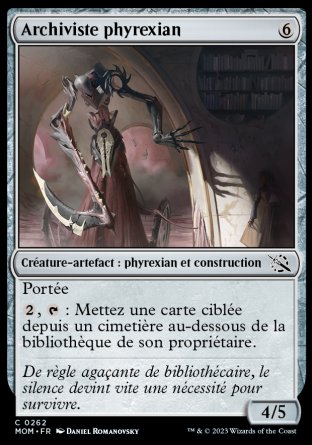 Archiviste phyrexian 6
Créature-artefact : phyrexian et construction
Portée
2, : Mettez une carte ciblée
depuis un cimetière au-dessous de la
bibliothèque de son propriétaire.
De règle agaçante de bibliothécaire, le
silence devint vite une nécessité pour
survivre.
4/5
C 0262
MOM • FR Daniel Romanovsky
™ & © 2023 Wizards of the Coast